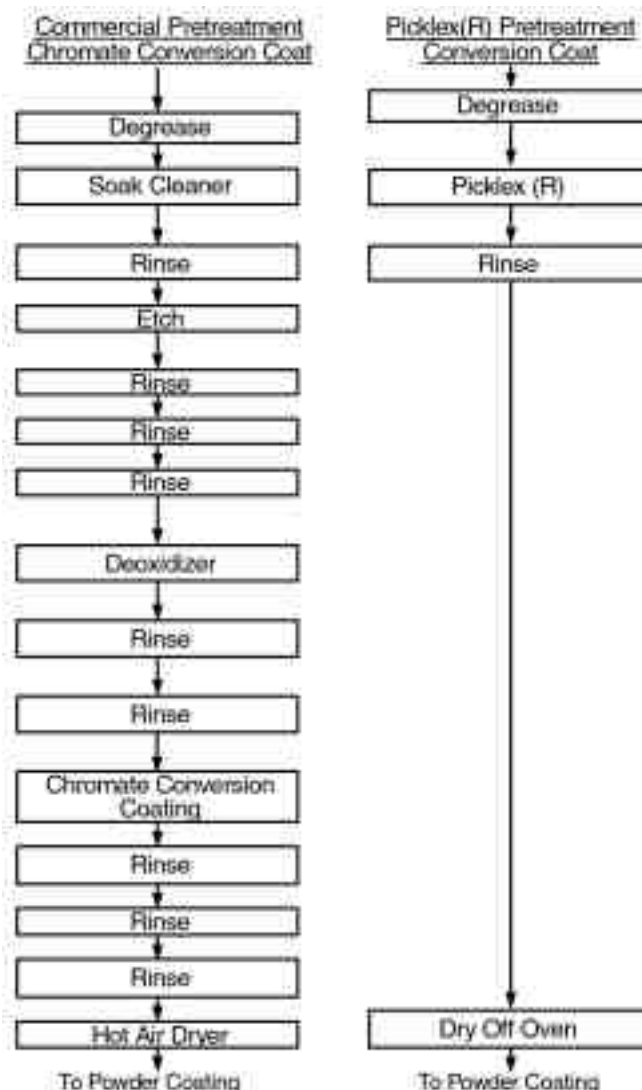 Commercial Pretreatment
Chromate Conversion Coat
Degrease
Soak Cleaner
Rinse
Etch
Rinse
Rinse
Rinse
Deoxidizer
Rinse
Rinse
Chromate Conversion
Coating
Rinse
Rinse
Rinse
Hot Air Dryer
To Powder Coating
Picklex(R) Pretreatment
Conversion Coat
Degrease
Picklex (R)
Rinse
Dry Off Oven
To Powder Coating